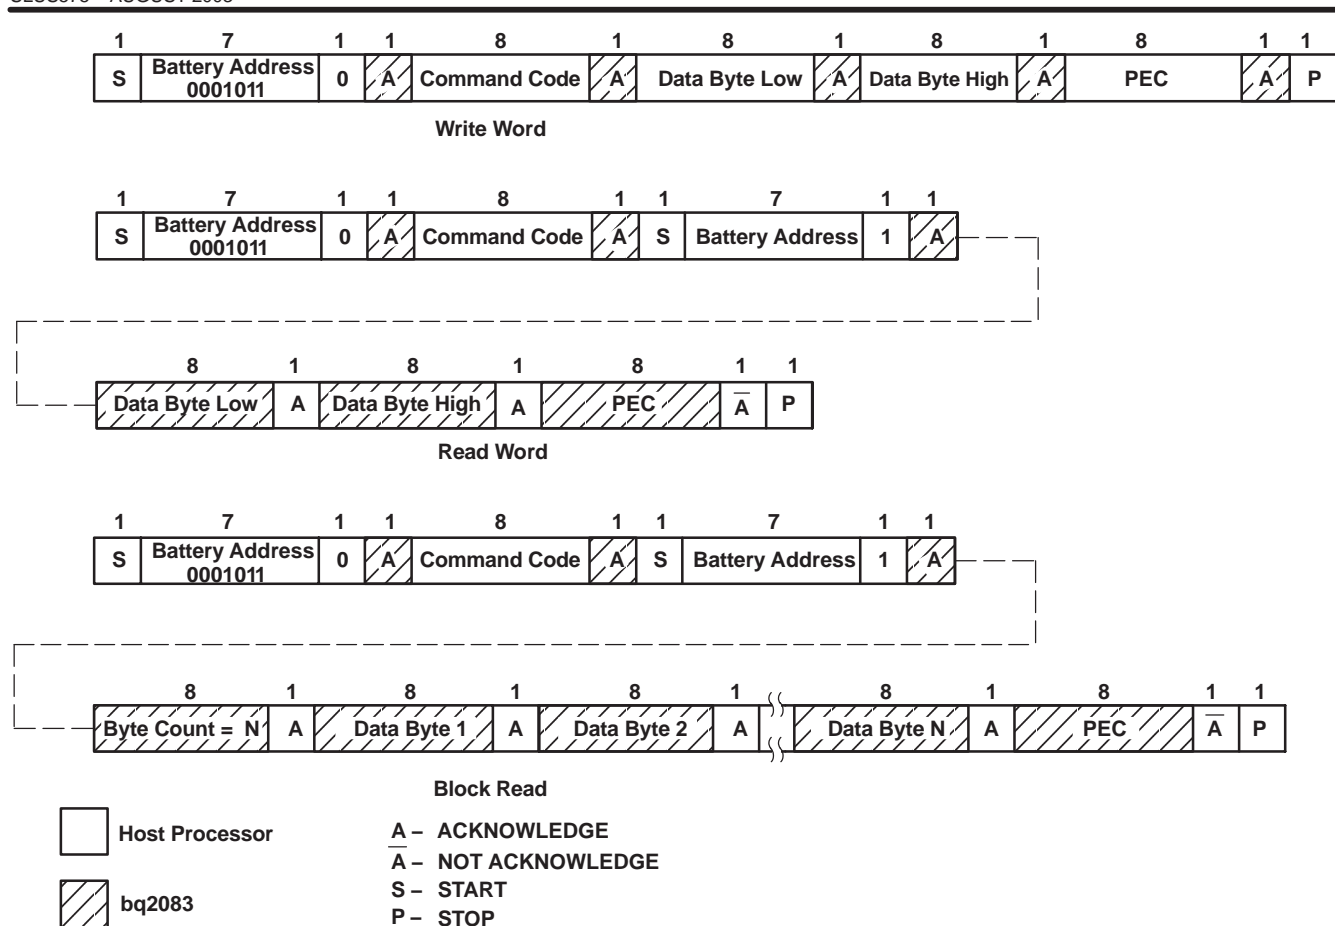 1 7 1 1 8 1 8 1 8 1 8 1 1
S Battery Address 0 A Command Code A Data Byte Low A Data Byte High A PEC A P
0001011
Write Word
1 7 1 1 8 1 1 7 1 1
S Battery Address 0 A Command Code A S Battery Address 1 A
0001011
8 1 8 1 8 1 1
Data Byte Low A Data Byte High A PEC A̅ P
Read Word
1 7 1 1 8 1 1 7 1 1
S Battery Address 0 A Command Code A S Battery Address 1 A
0001011
8 1 8 1 8 1 8 1 8 1 1
Byte Count = N A Data Byte 1 A Data Byte 2 A Data Byte N A PEC A̅ P
Block Read
Host Processor
bq2083
A – ACKNOWLEDGE
A̅ – NOT ACKNOWLEDGE
S – START
P – STOP